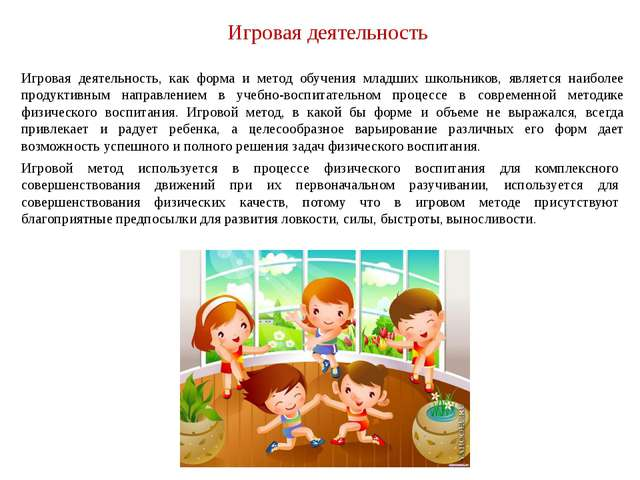 Игровая деятельность
Игровая деятельность, как форма и метод обучения младших школьников, является наиболее
продуктивным направлением в учебно-воспитательном процессе в современной методике
физического воспитания. Игровой метод, в какой бы форме и объеме не выражался, всегда
привлекает и радует ребенка, а целесообразное варьирование различных его форм дает
возможность успешного и полного решения задач физического воспитания.
Игровой метод используется в процессе физического воспитания для комплексного
совершенствования движений при их первоначальном разучивании, используется для
совершенствования физических качеств, потому что в игровом методе присутствуют
благоприятные предпосылки для развития ловкости, силы, быстроты, выносливости.